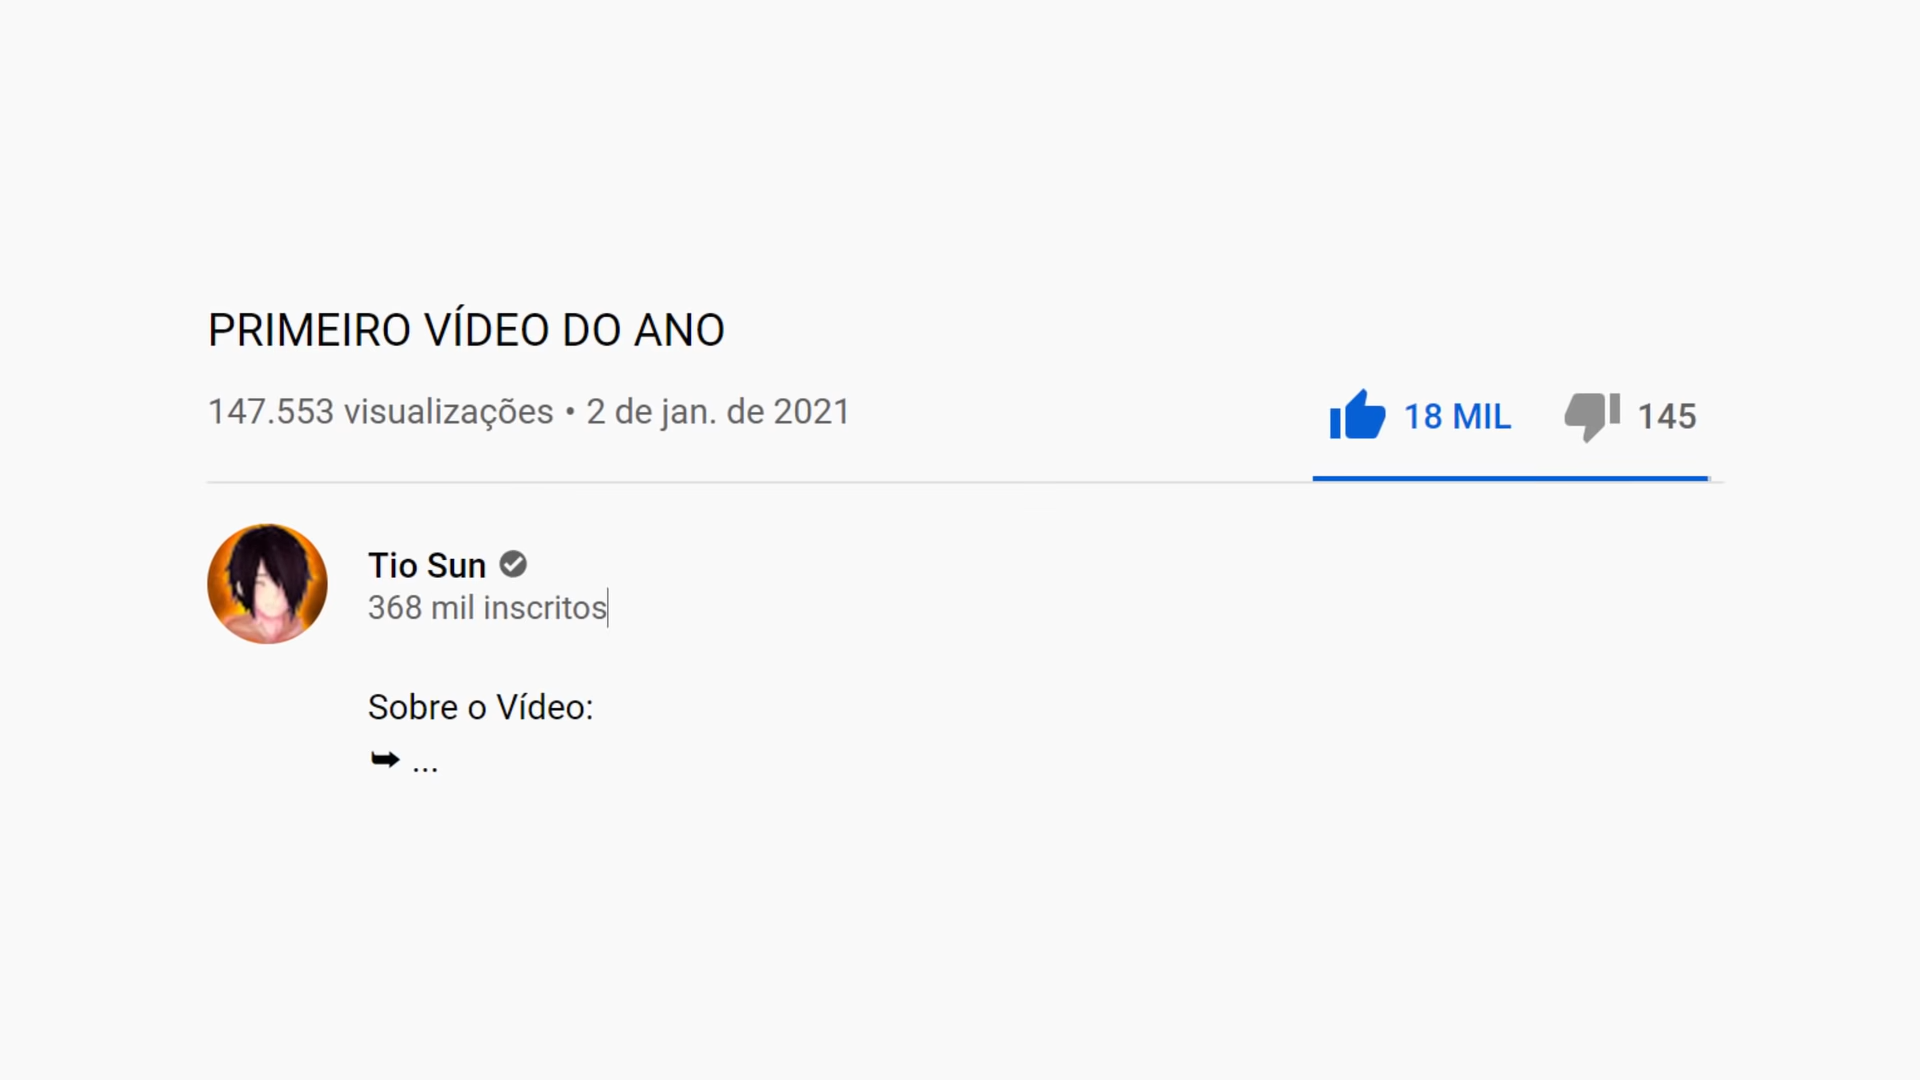 PRIMEIRO VÍDEO DO ANO
147.553 visualizações • 2 de jan. de 2021
18 MIL
145
Tio Sun
368 mil inscritos
Sobre o Vídeo:
➥ ...